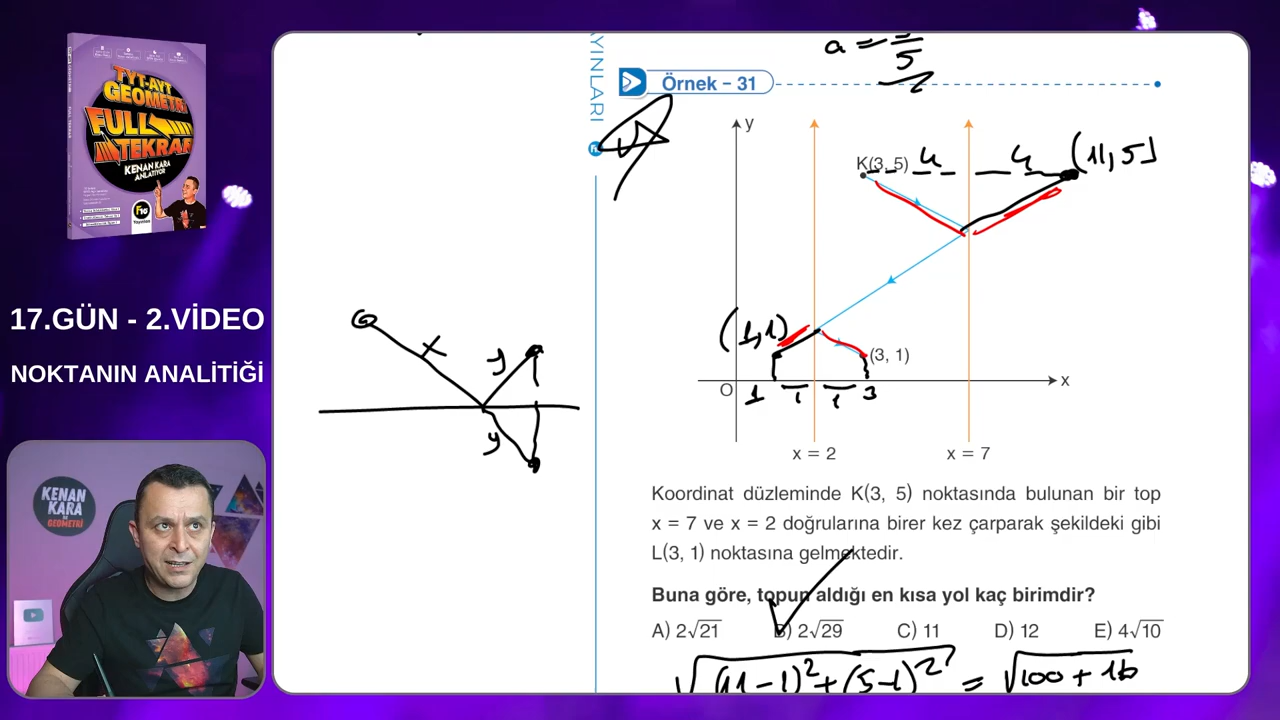 TYT-AYT
GEOMETRİ
FULL
TEKRAR
KENAN KARA
ANLATIYOR
17.GÜN - 2.VİDEO
NOKTANIN ANALİTİĞİ
KENAN
KARA
GEOMETRİ
x
y
y
AYINLARI
a = 5
Örnek – 31
y
K(3, 5)
4
4
(11, 5)
(1,1)
(3, 1)
O
1
1
1
3
x
x = 2
x = 7
Koordinat düzleminde K(3, 5) noktasında bulunan bir top
x = 7 ve x = 2 doğrularına birer kez çarparak şekildeki gibi
L(3, 1) noktasına gelmektedir.
Buna göre, topun aldığı en kısa yol kaç birimdir?
A) 2√21 B) 2√29 C) 11 D) 12 E) 4√10
√(11-1)²+(5-1)² = √100+16